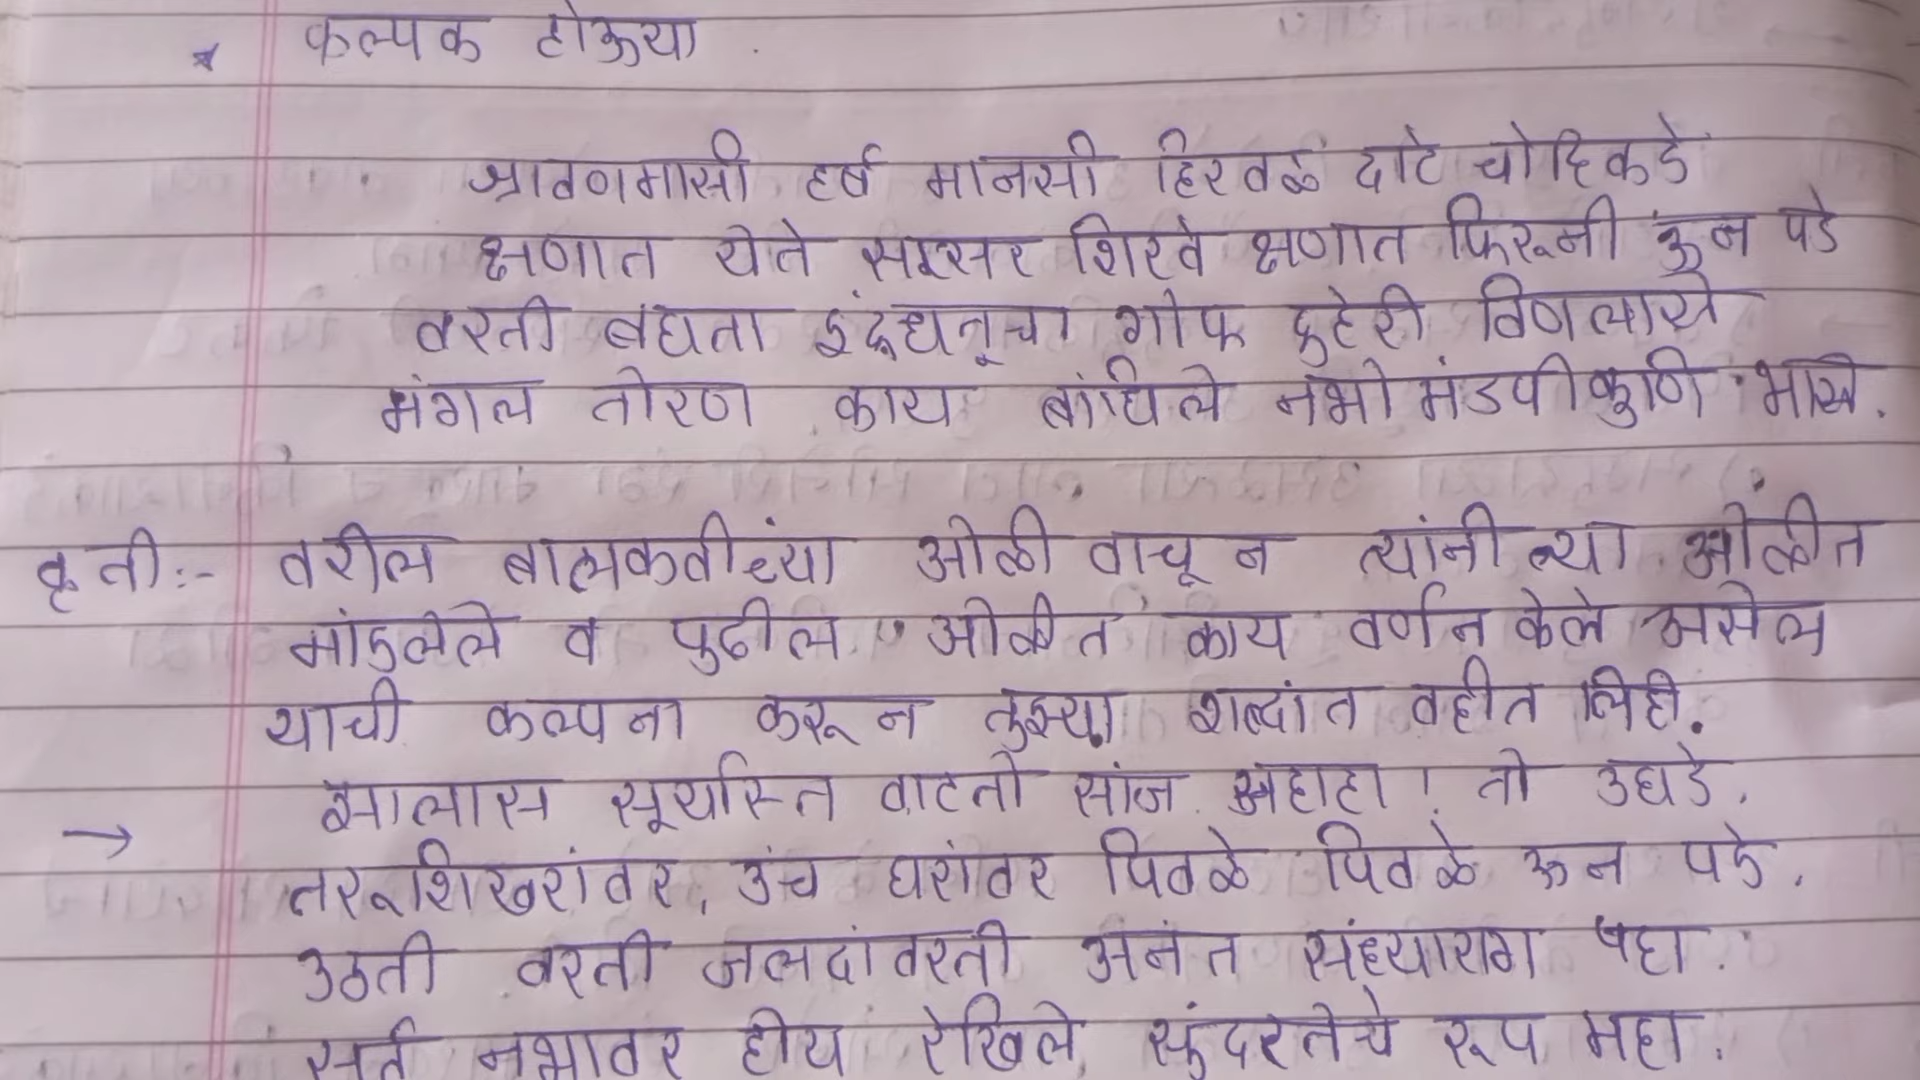 * कल्पक होऊया .
श्रावणमासी हर्ष मानसी हिरवळ दाटे चोहिकडे
क्षणात येते सरसर शिरवे क्षणात फिरूनी ऊन पडे
वरती बघता इंद्रधनूचा गोफ दुहेरी विणलासे
मंगल तोरण काय बांधिले नभोमंडपी कुणि भासे.
कृती:- वरील बालकवींच्या ओळी वाचून त्यांनी त्या ओळीत
मांडलेले व पुढील ओळीत काय वर्णन केले असेल
याची कल्पना करून तुझ्या शब्दांत वहीत लिही.
→ झालास सूर्यास्त वाटतो सांज अहाहा! तो उघडे.
तरूशिखरांवर, उंच घरांवर पिवळे पिवळे ऊन पडे.
उठती वरती जलदांवरती अनंत संध्याराग पहा.
सर्व नभावर होय रेखिले सुंदरतेचे रूप महा.